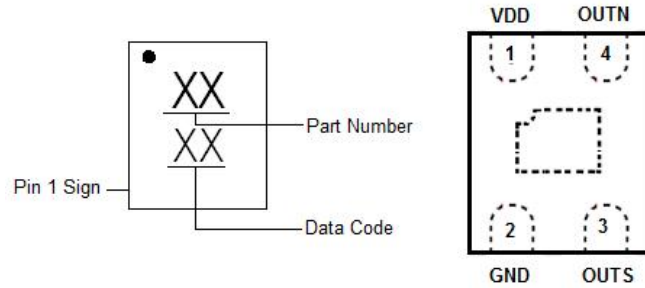 XX
Part Number
XX
Pin 1 Sign
Data Code
VDD OUTN
1 4
2 3
GND OUTS